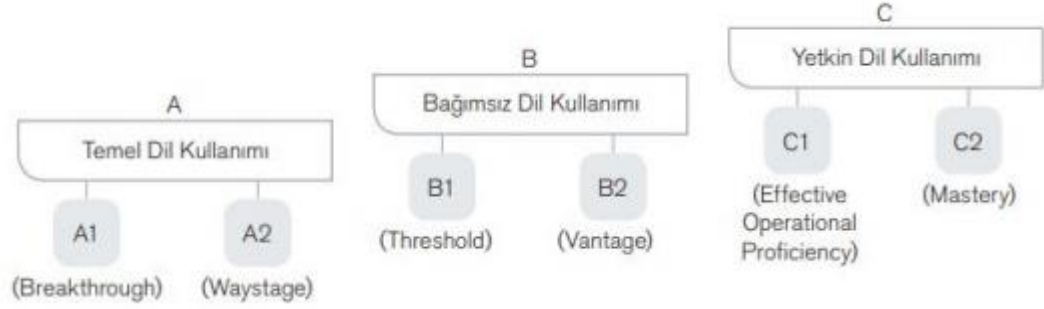 A
Temel Dil Kullanımı
A1
A2
(Breakthrough)
(Waystage)
B
Bağımsız Dil Kullanımı
B1
B2
(Threshold)
(Vantage)
C
Yetkin Dil Kullanımı
C1
C2
(Effective
Operational
Proficiency)
(Mastery)